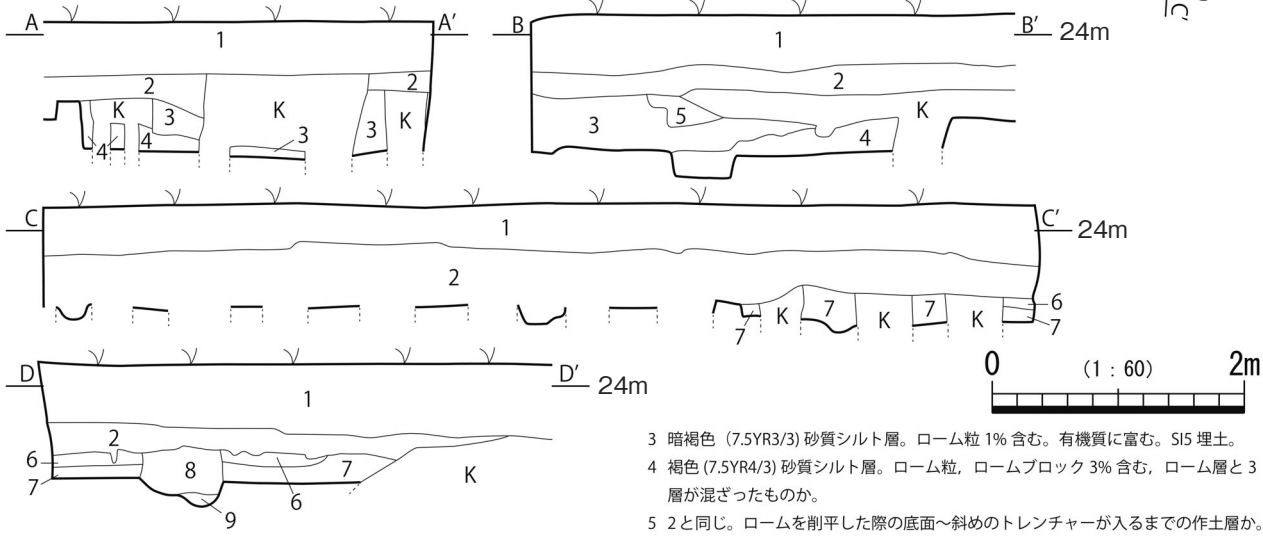 A A' B B' 24m
1 1
2 2 2
K 3 K 3 K 5 K
4 4 3 3 4
C C' 24m
1
2
7 K 7 K 7 K 6
7
D D' 24m
1
2
6 8 7 K
7 6
9
0 (1：60) 2m
3 暗褐色（7.5YR3/3) 砂質シルト層。ローム粒 1% 含む。有機質に富む。SI5 埋土。
4 褐色 (7.5YR4/3) 砂質シルト層。ローム粒，ロームブロック 3% 含む，ローム層と 3
層が混ざったものか。
5 2 と同じ。ロームを削平した際の底面～斜めのトレンチャーが入るまでの作土層か。